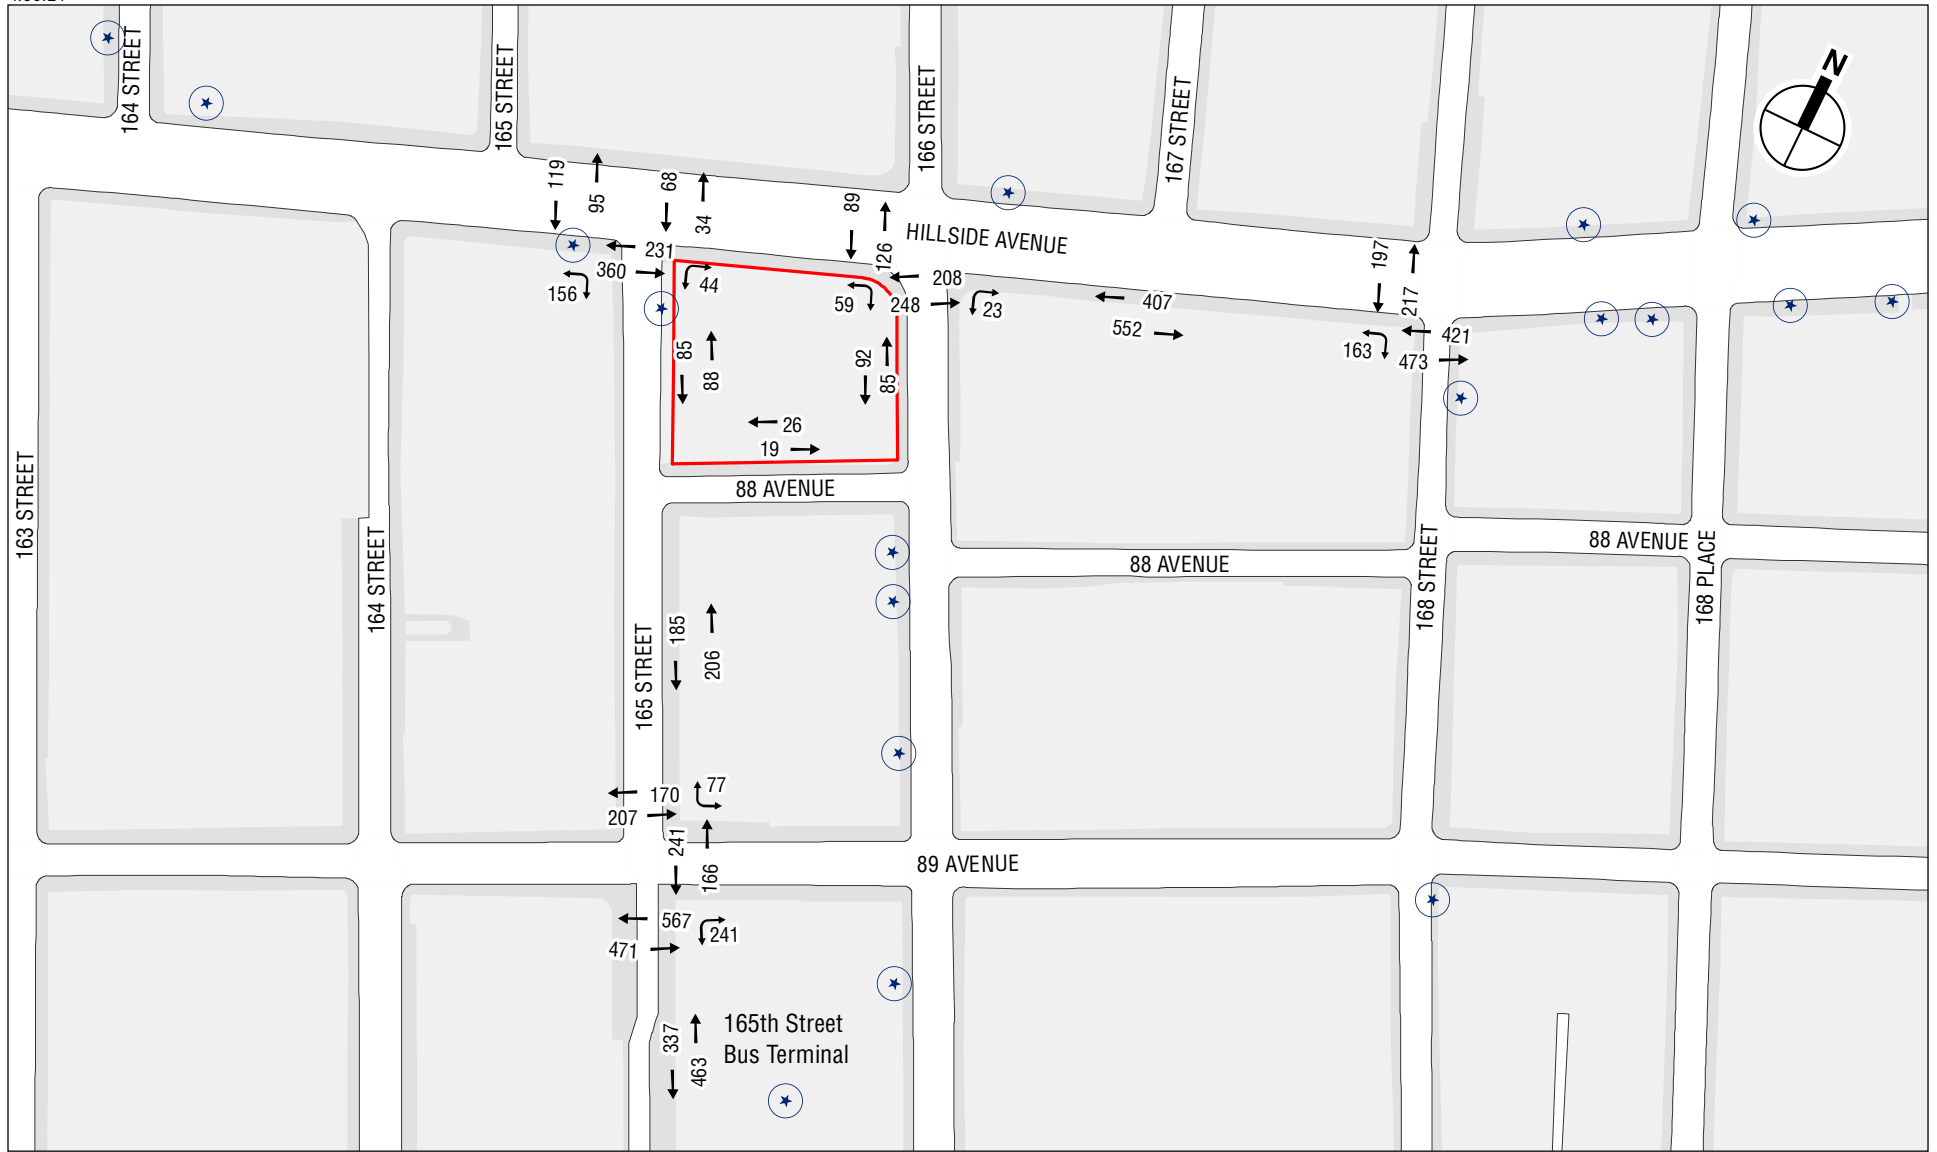 N
164 STREET
165 STREET
166 STREET
167 STREET
119
95
68
34
89
126
HILLSIDE AVENUE
197
217
231
360
156
44
59
208
248
23
407
552
163
421
473
85
88
92
85
26
19
88 AVENUE
163 STREET
164 STREET
165 STREET
185
206
88 AVENUE
168 STREET
88 AVENUE
168 PLACE
77
170
207
241
166
89 AVENUE
567
241
471
337
463
165th Street
Bus Terminal